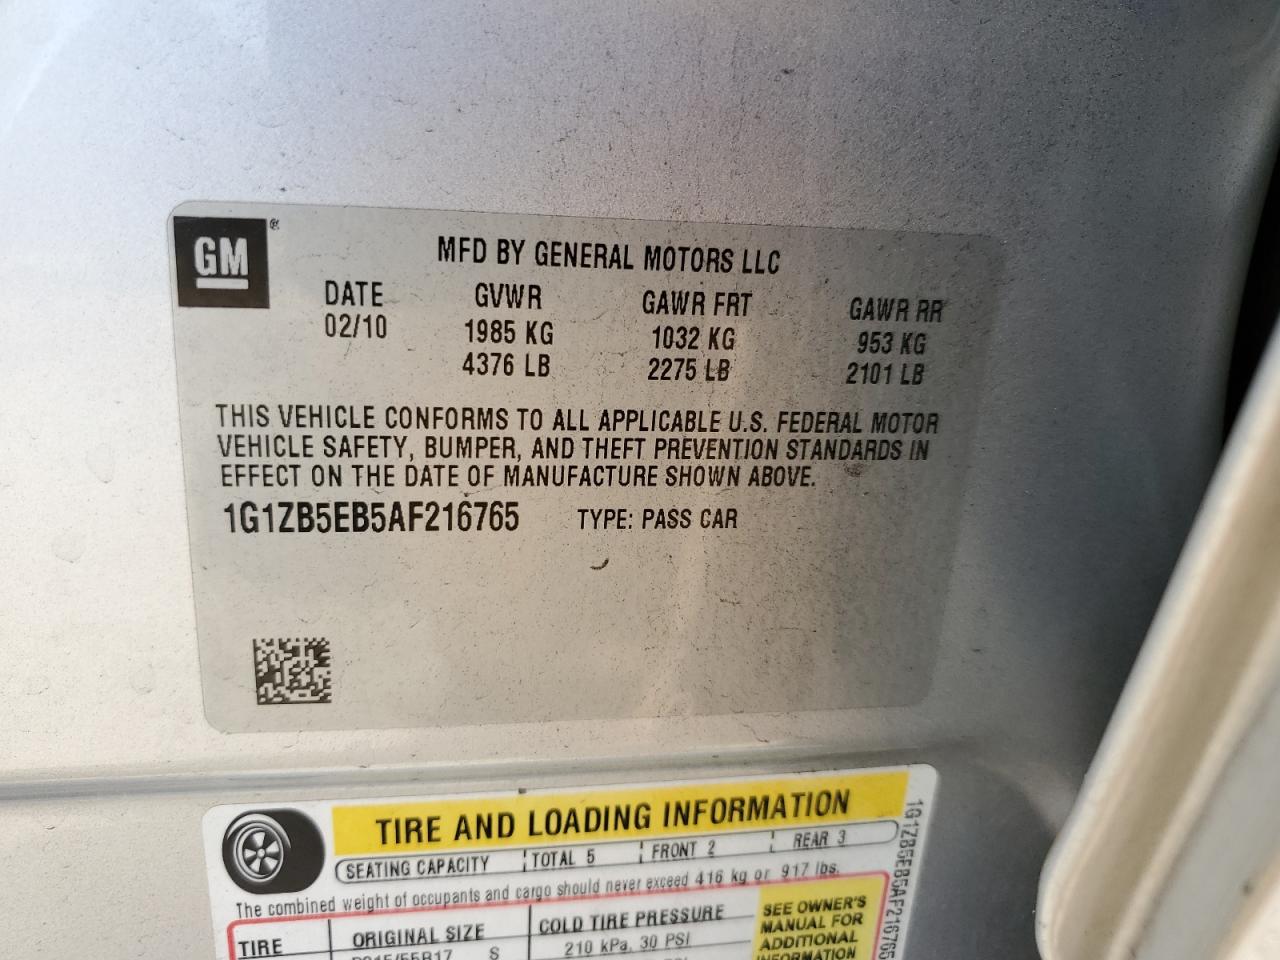 GM ®
MFD BY GENERAL MOTORS LLC
DATE GVWR GAWR FRT GAWR RR
02/10 1985 KG 1032 KG 953 KG
4376 LB 2275 LB 2101 LB
THIS VEHICLE CONFORMS TO ALL APPLICABLE U.S. FEDERAL MOTOR
VEHICLE SAFETY, BUMPER, AND THEFT PREVENTION STANDARDS IN
EFFECT ON THE DATE OF MANUFACTURE SHOWN ABOVE.
1G1ZB5EB5AF216765 TYPE: PASS CAR
TIRE AND LOADING INFORMATION
SEATING CAPACITY TOTAL 5 FRONT 2 REAR 3
The combined weight of occupants and cargo should never exceed 416 kg or 917 lbs.
TIRE ORIGINAL SIZE COLD TIRE PRESSURE
S 210 kPa, 30 PSI
SEE OWNER'S
MANUAL FOR
ADDITIONAL
INFORMATION
1G1ZB5EB5AF216765